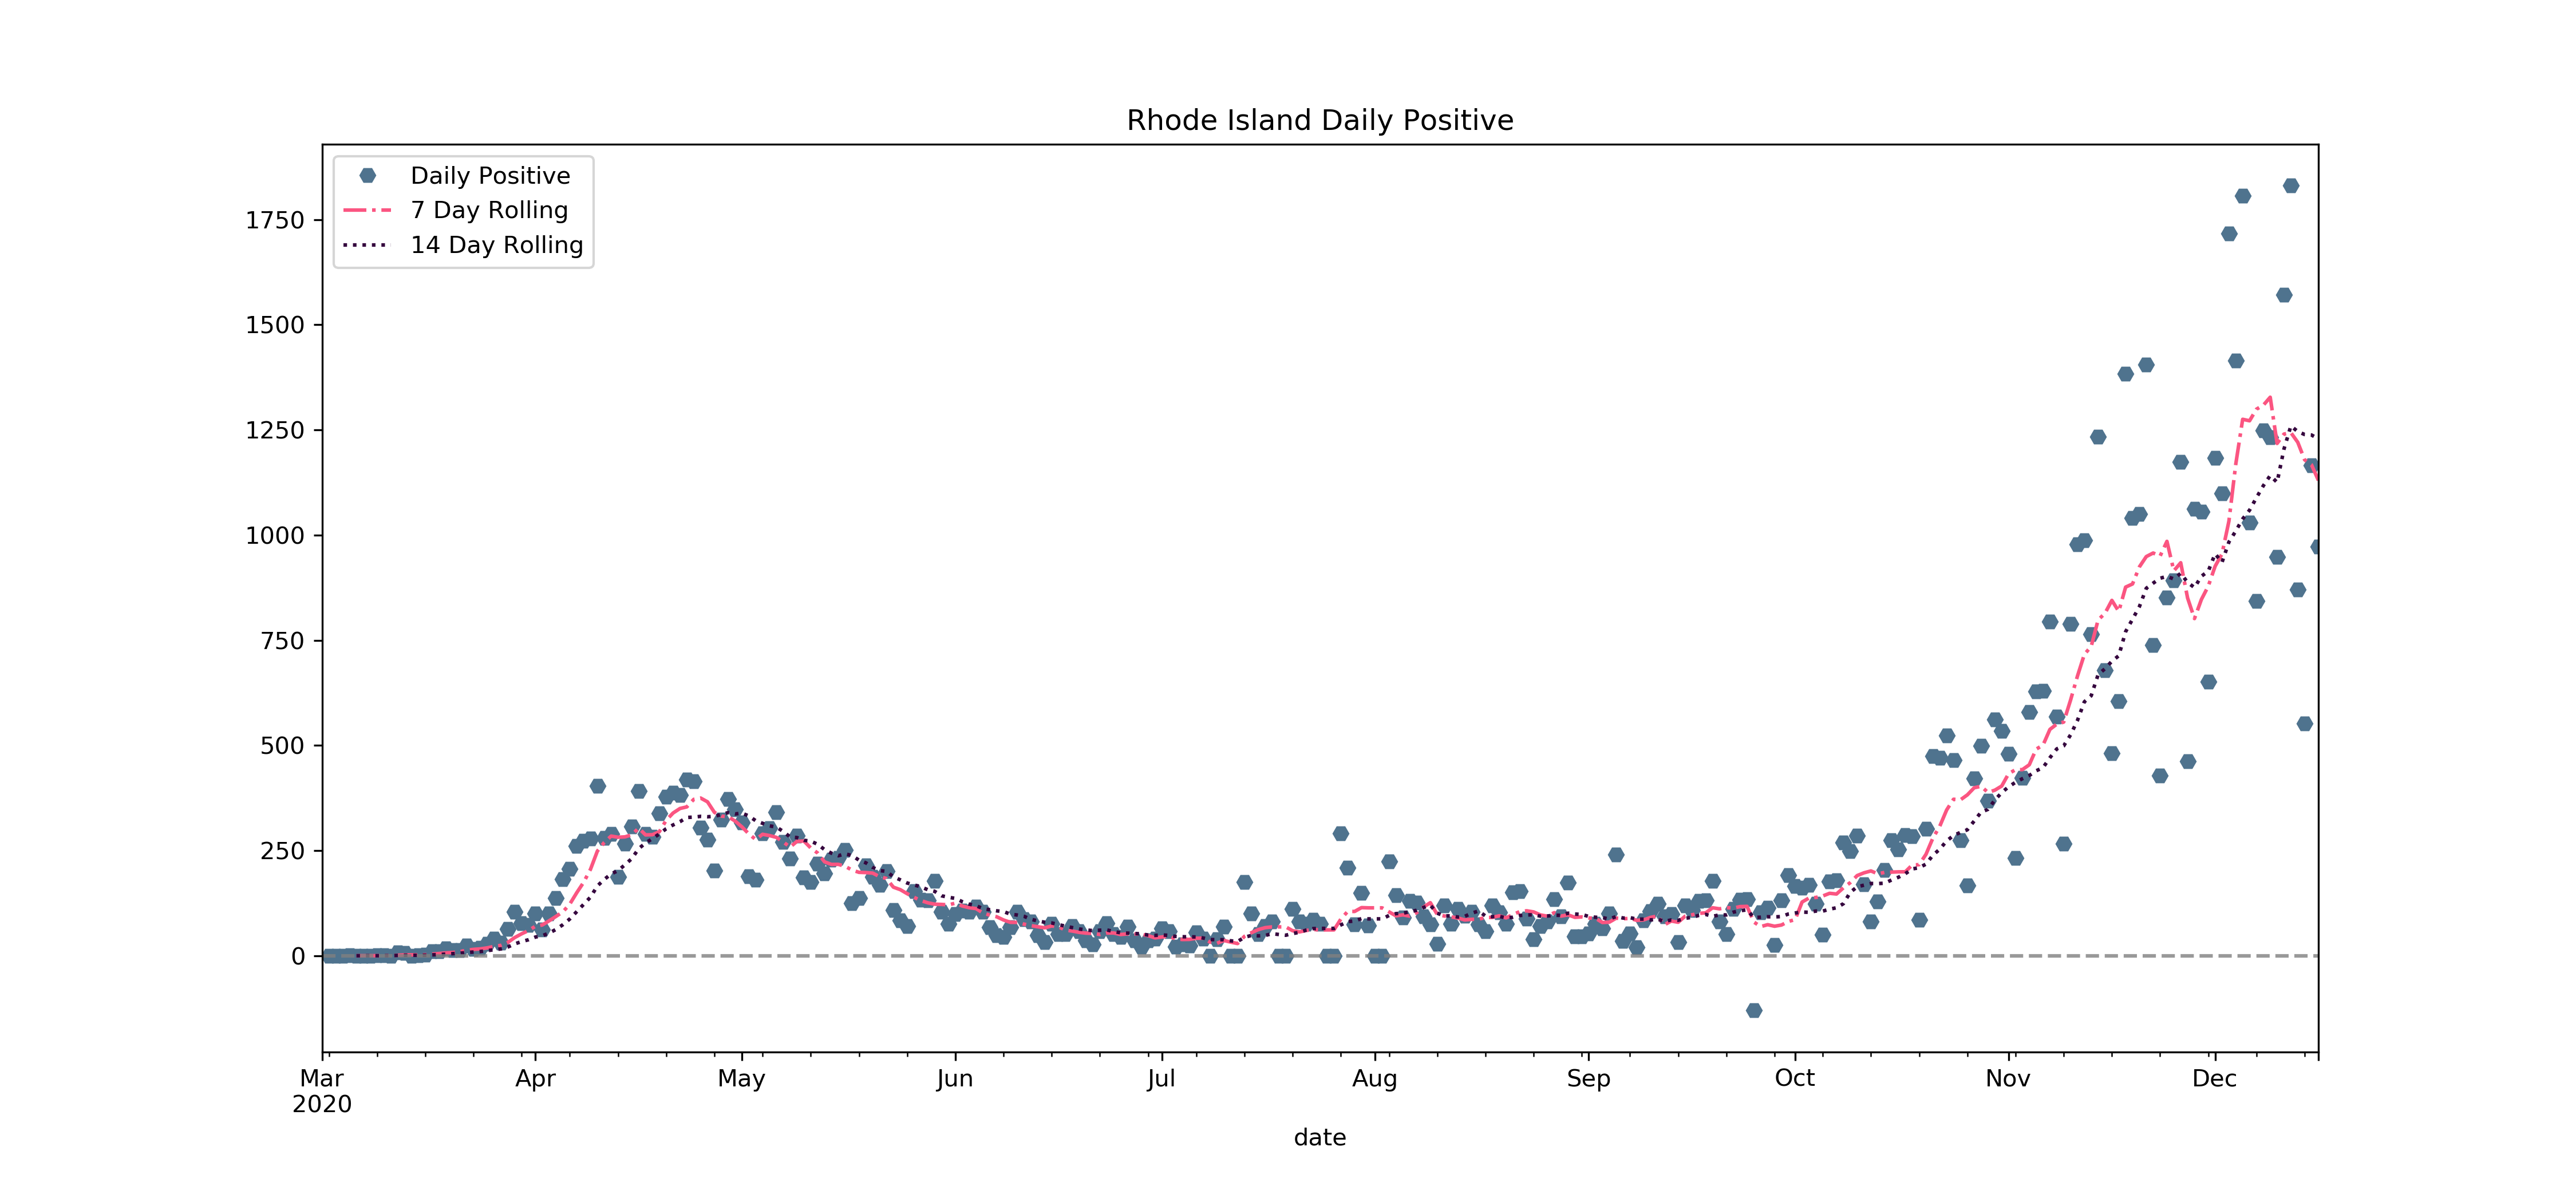 Rhode Island Daily Positive
Daily Positive
7 Day Rolling
14 Day Rolling
1750
1500
1250
1000
750
500
250
0
Mar Apr May Jun Jul Aug Sep Oct Nov Dec
2020
date